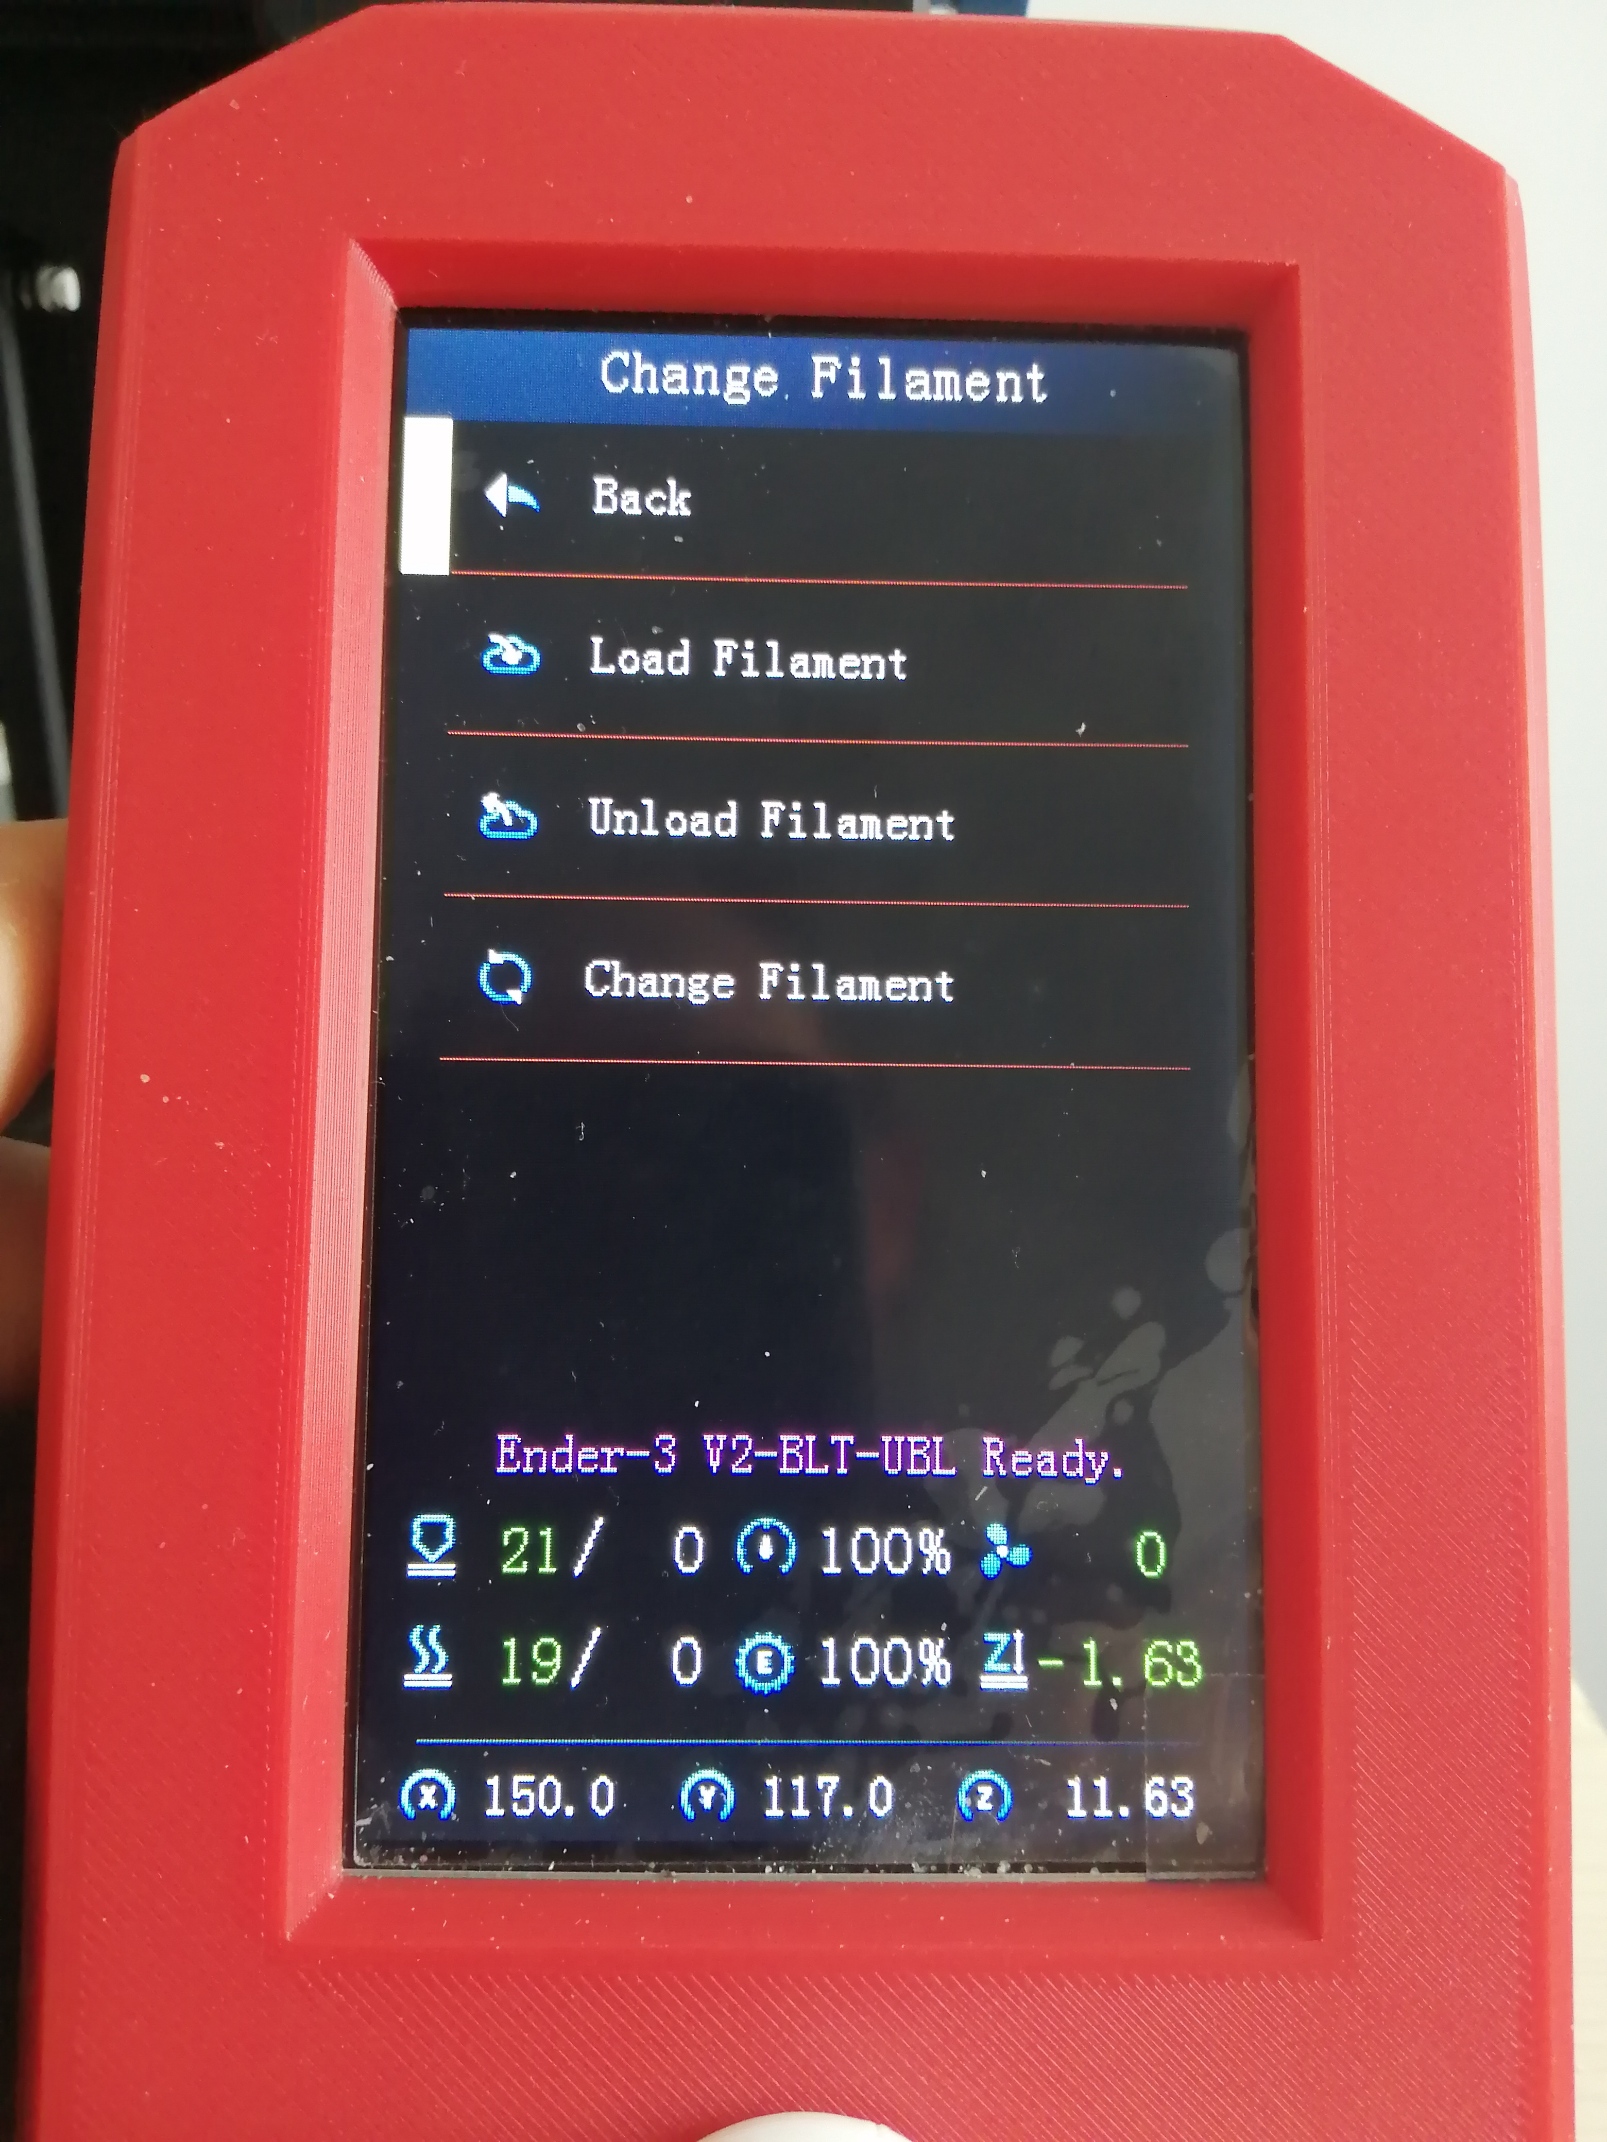 Change Filament
Back
Load Filament
Unload Filament
Change Filament
Ender-3 V2-BLT-UBL Ready.
21/ 0 100% 0
19/ 0 E 100% Z -1.63
X 150.0 Y 117.0 Z 11.63